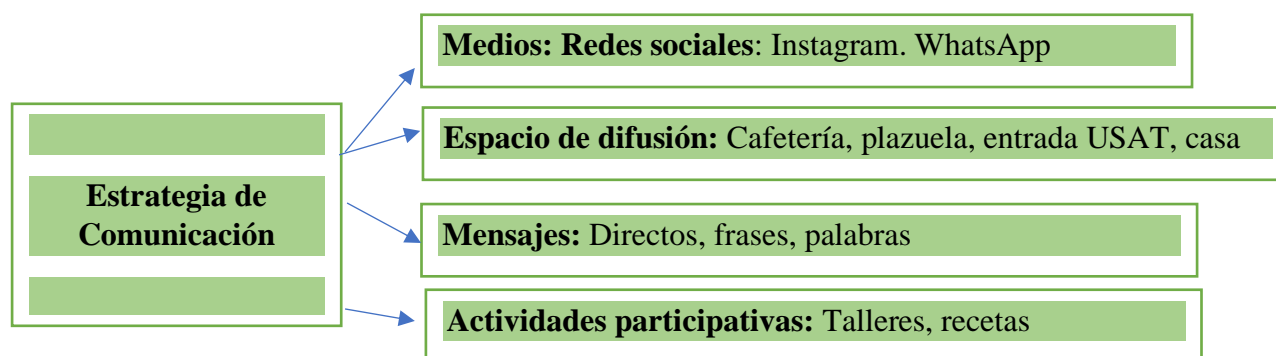 Medios: Redes sociales: Instagram. WhatsApp
Espacio de difusión: Cafetería, plazuela, entrada USAT, casa
Estrategia de
Comunicación
Mensajes: Directos, frases, palabras
Actividades participativas: Talleres, recetas